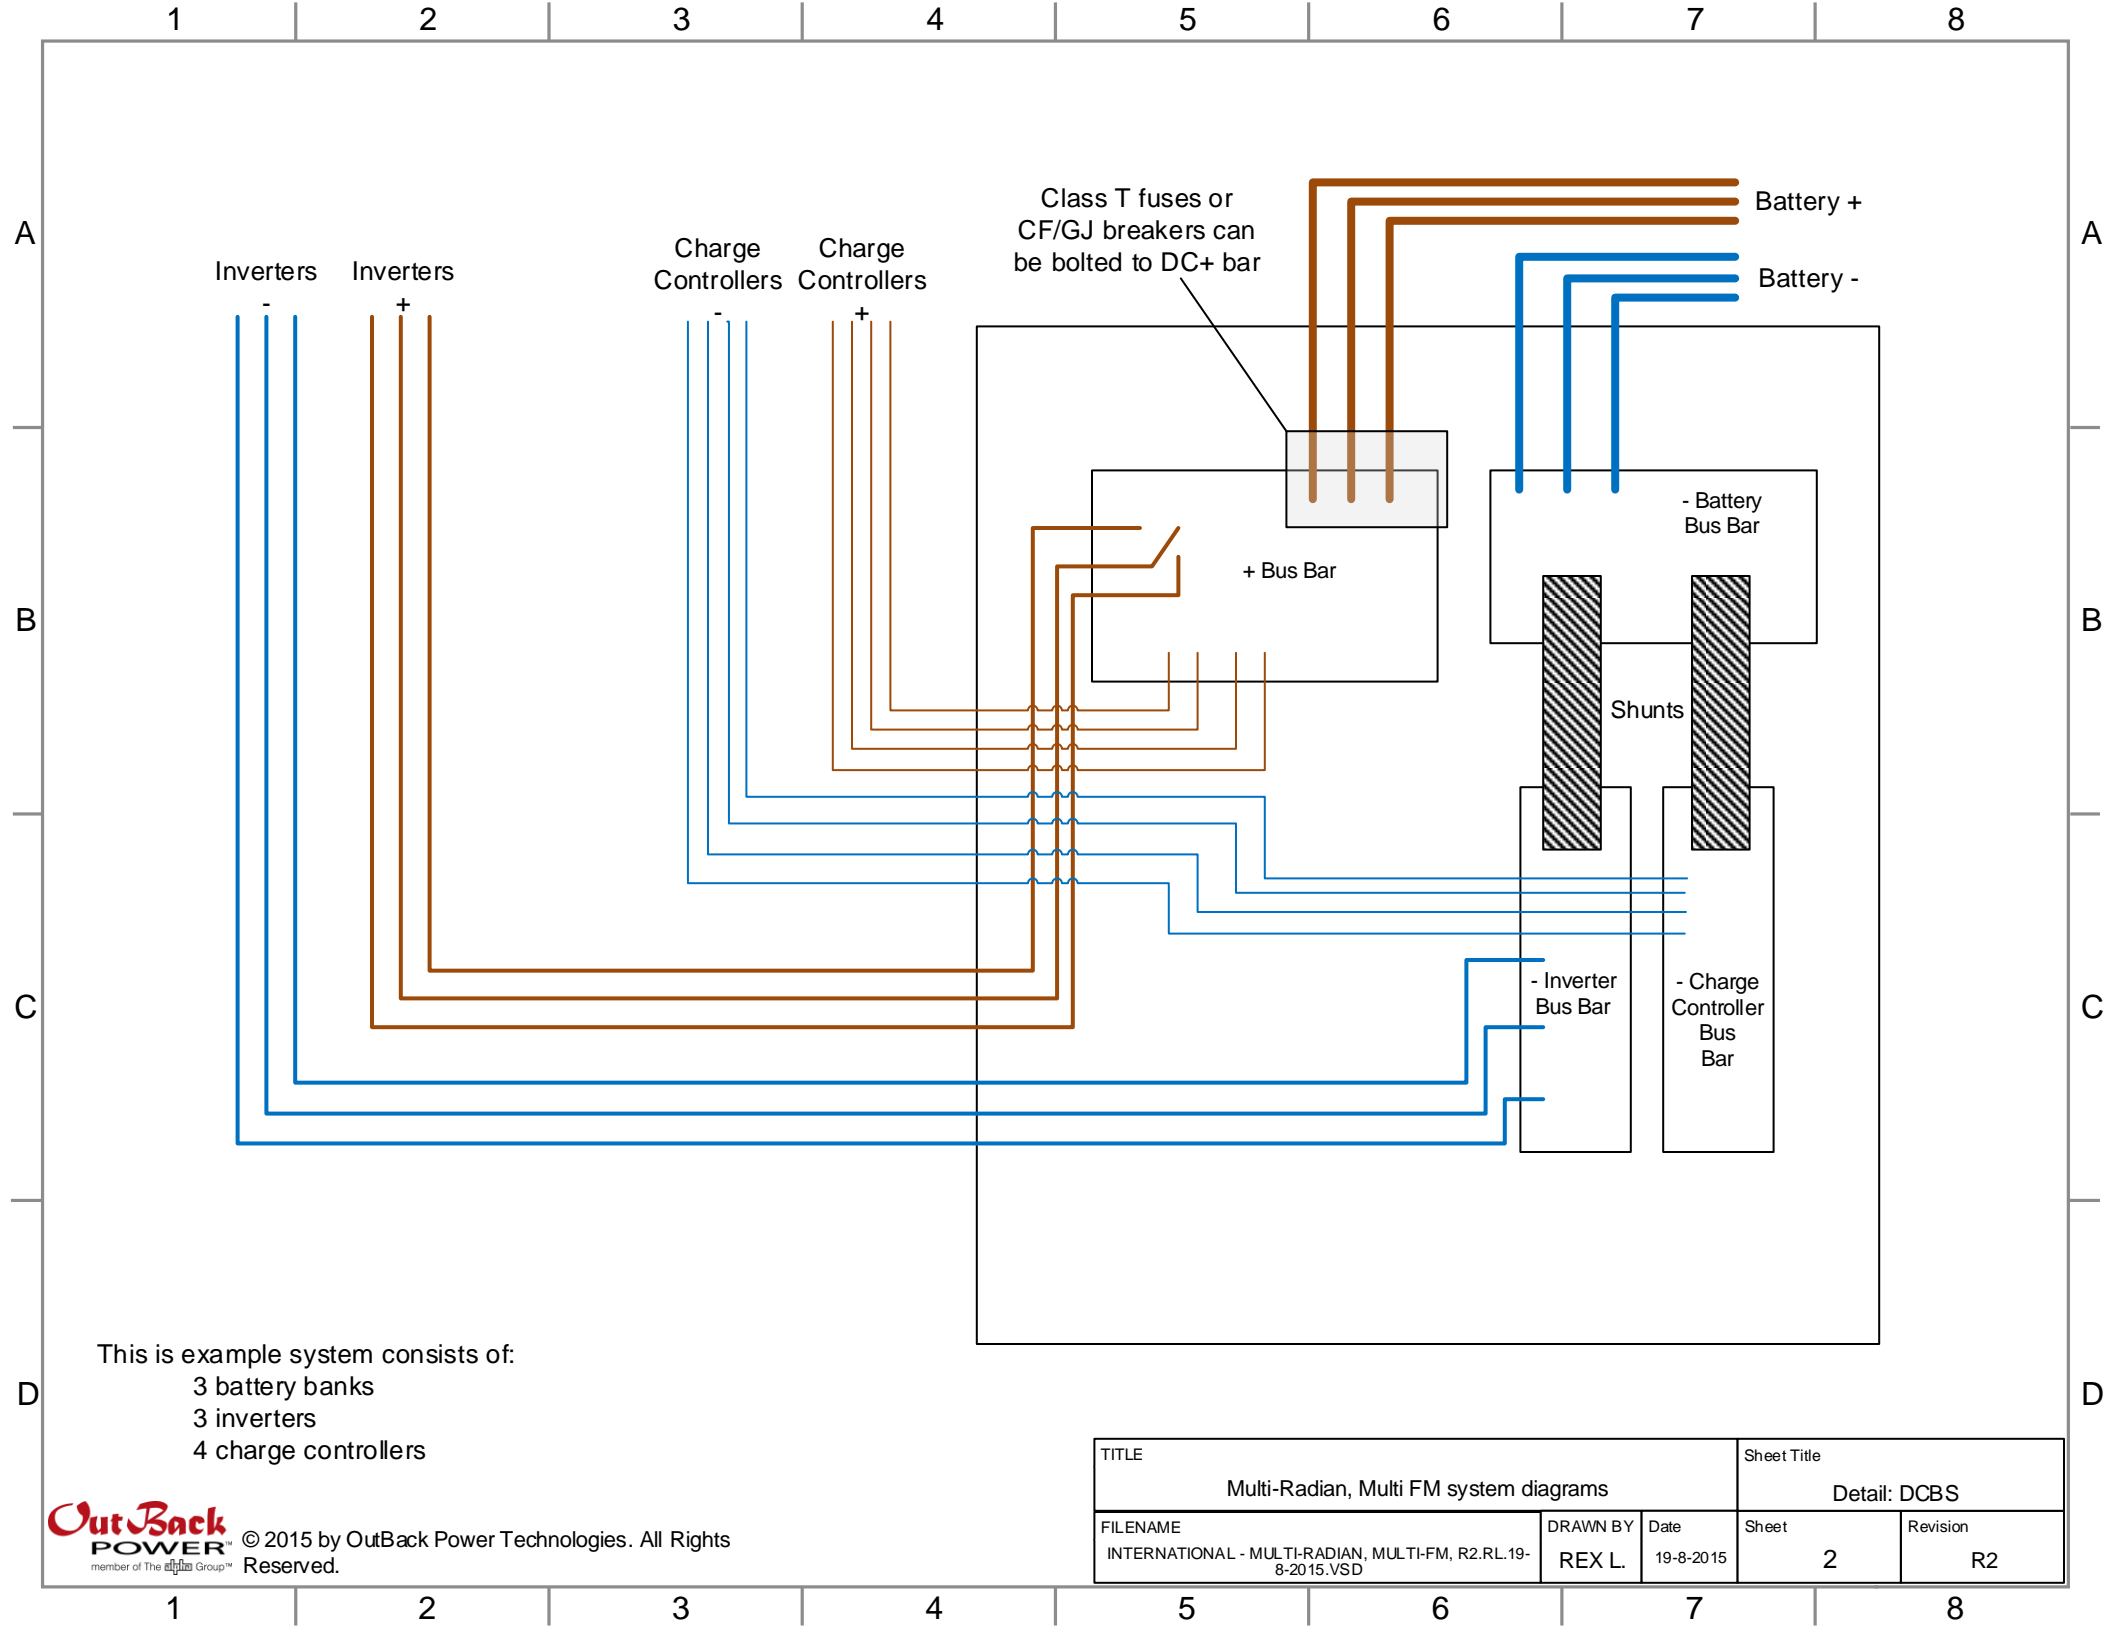 1 2 3 4 5 6 7 8
A
A
Inverters
-
Inverters
+
Charge
Controllers
-
Charge
Controllers
+
Class T fuses or
CF/GJ breakers can
be bolted to DC+ bar
Battery +
Battery -
B
B
+ Bus Bar
- Battery
Bus Bar
Shunts
C
C
- Inverter
Bus Bar
- Charge
Controller
Bus
Bar
D
D
This is example system consists of:
3 battery banks
3 inverters
4 charge controllers
OutBack
POWER™
member of The alpha Group™
© 2015 by OutBack Power Technologies. All Rights
Reserved.
TITLE
Multi-Radian, Multi FM system diagrams
Sheet Title
Detail: DCBS
FILENAME
INTERNATIONAL - MULTI-RADIAN, MULTI-FM, R2.RL.19-
8-2015.VSD
DRAWN BY
REX L.
Date
19-8-2015
Sheet
2
Revision
R2
1 2 3 4 5 6 7 8